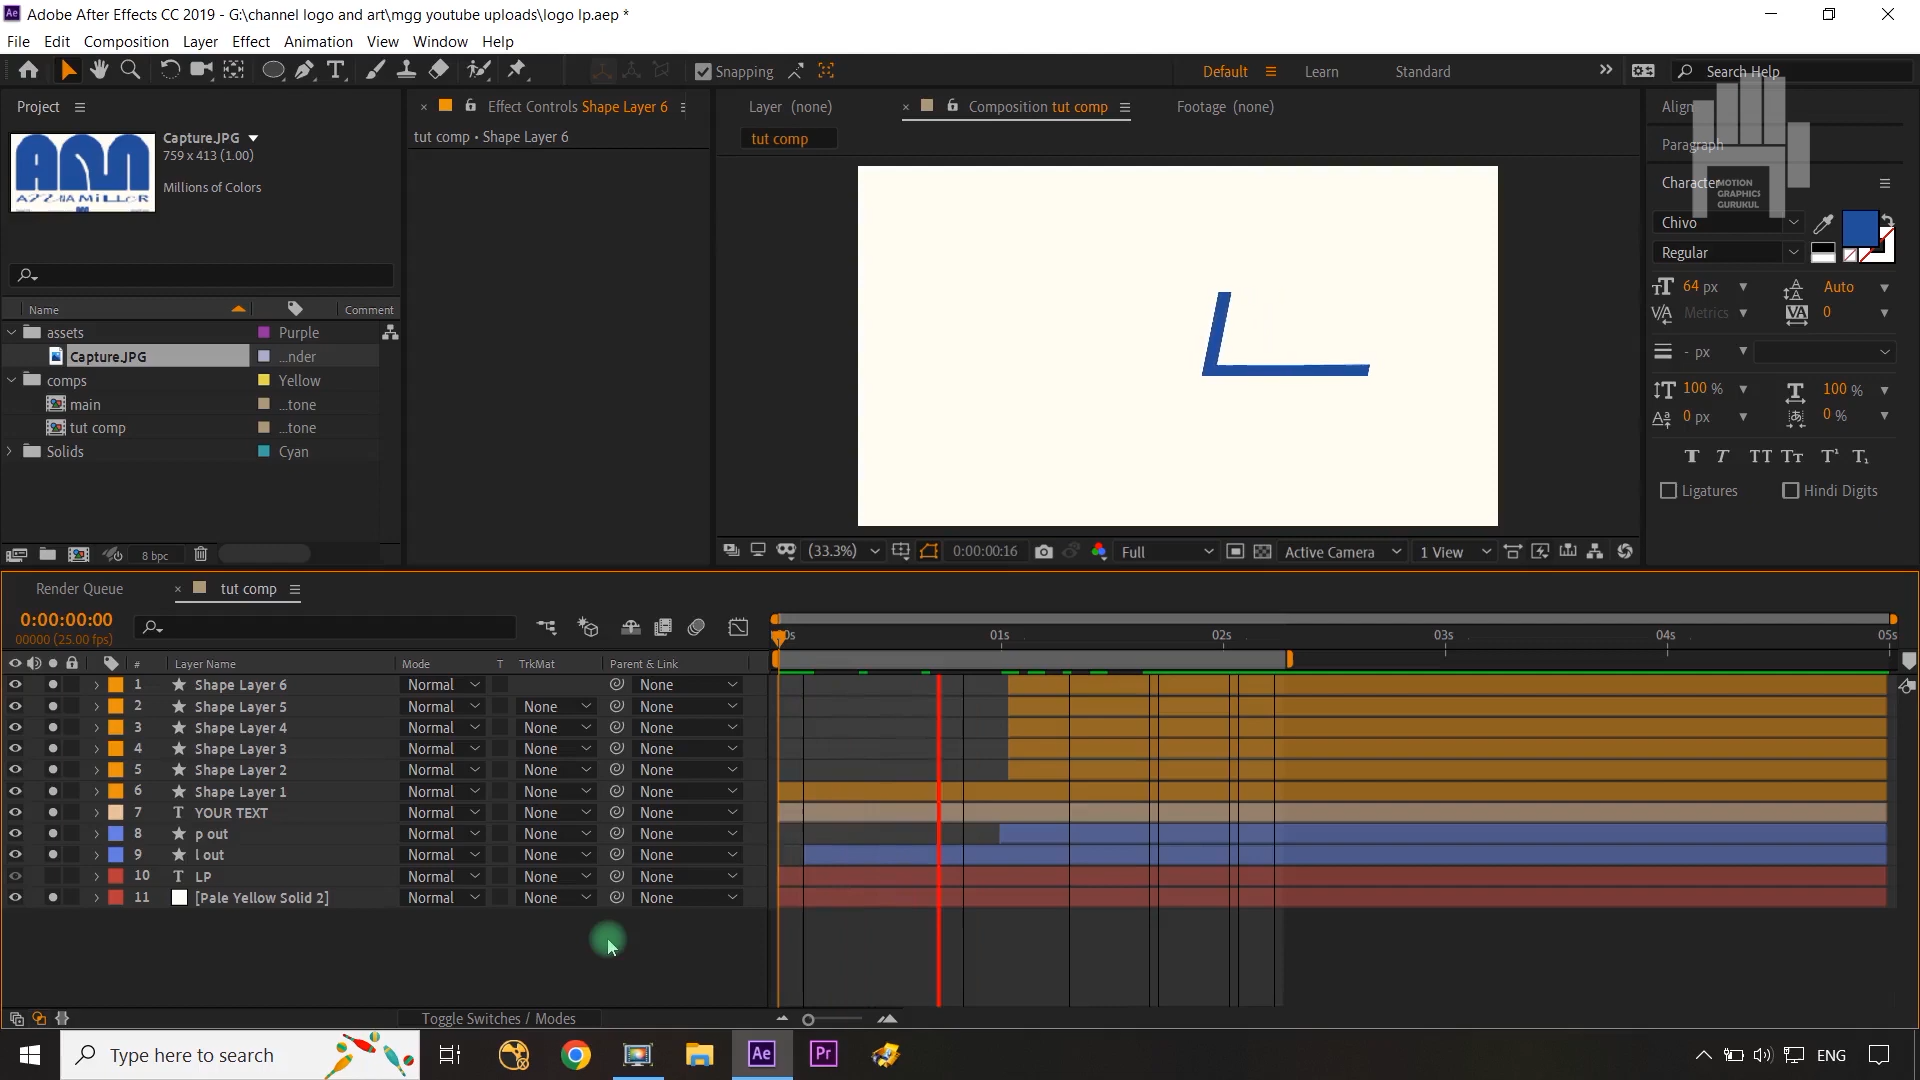 Adobe After Effects CC 2019 - G:\channel logo and art\mgg youtube uploads\logo lp.aep *
File Edit Composition Layer Effect Animation View Window Help
Snapping Default Learn Standard Search Help
Project
Capture.JPG
759 x 413 (1.00)
Millions of Colors
Effect Controls Shape Layer 6
tut comp • Shape Layer 6
Layer (none) Composition tut comp Footage (none)
tut comp
Align
Paragraph
Character
MOTION
GRAPHICS
GURUKUL
Chivo
Regular
64 px Auto
Metrics 0
- px
100 % 100 %
0 px 0 %
Ligatures Hindi Digits
Name Comment
assets Purple
Capture.JPG ...nder
comps Yellow
main ...tone
tut comp ...tone
Solids Cyan
8 bpc
(33.3%) 0:00:00:16 Full Active Camera 1 View
Render Queue tut comp
0:00:00:00
00000 (25.00 fps)
01s 02s 03s 04s 05s
# Layer Name Mode T TrkMat Parent & Link
1 Shape Layer 6 Normal None
2 Shape Layer 5 Normal None None
3 Shape Layer 4 Normal None None
4 Shape Layer 3 Normal None None
5 Shape Layer 2 Normal None None
6 Shape Layer 1 Normal None None
7 T YOUR TEXT Normal None None
8 p out Normal None None
9 l out Normal None None
10 T LP Normal None None
11 [Pale Yellow Solid 2] Normal None None
Toggle Switches / Modes
Type here to search Ae Pr ENG